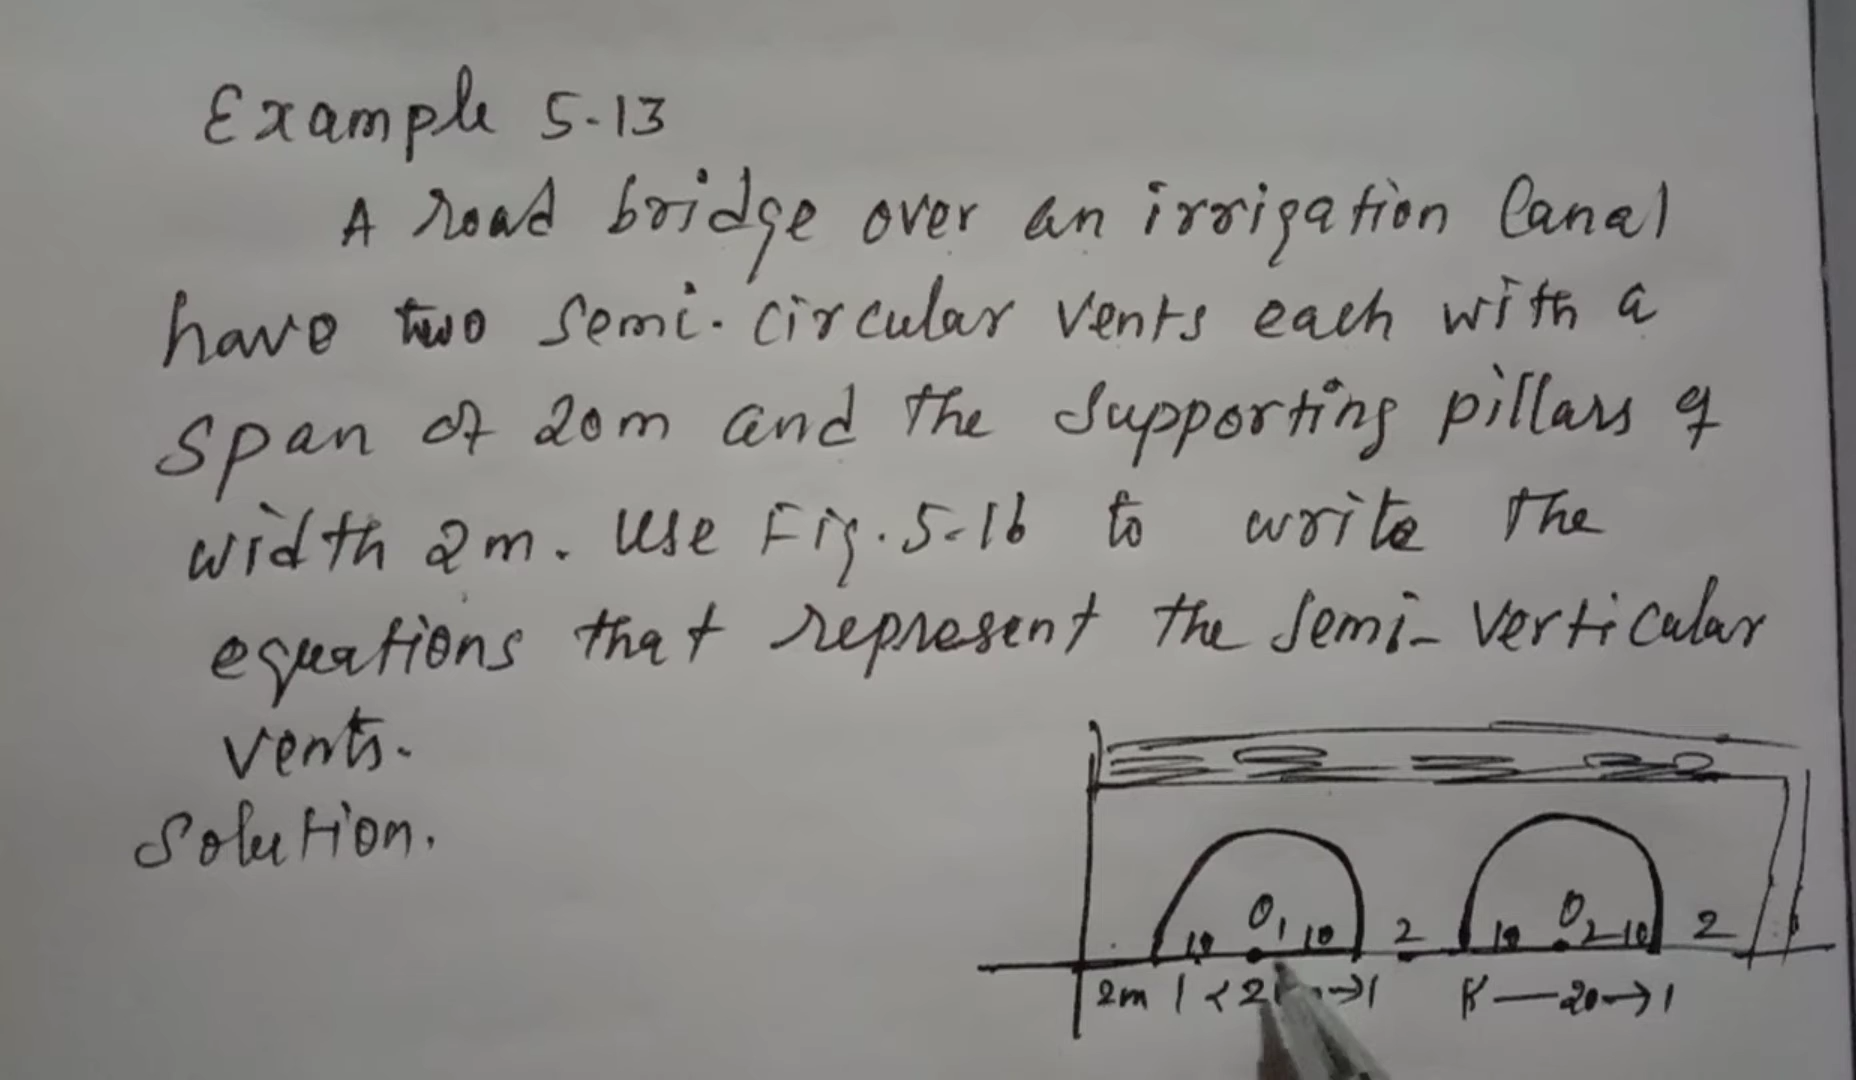 Example 5.13
A road bridge over an irrigation Canal
have two semi-circular vents each with a
span of 20m and the supporting pillars of
width 2m. Use Fig. 5.16 to write the
equations that represent the semi-verticular
vents.
Solution.
10 O1 10 2 10 O2 10 2
2m 20